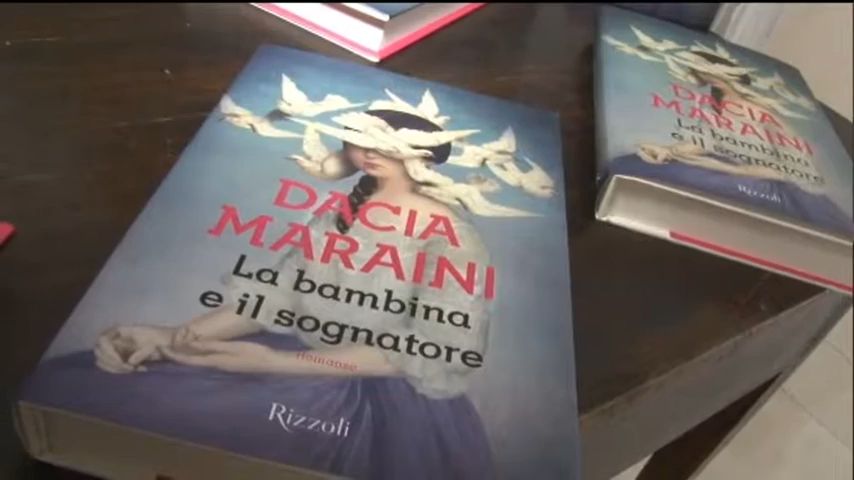 DACIA
MARAINI
La bambina
e il sognatore
Romanzo
Rizzoli
DACIA
MARAINI
La bambina
e il sognatore
Rizzoli